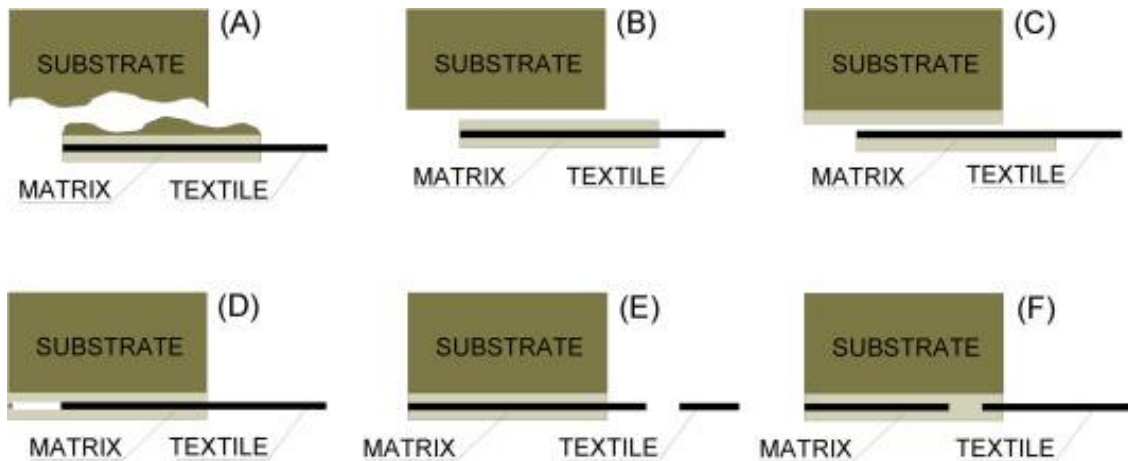 (A)
SUBSTRATE
MATRIX TEXTILE
(B)
SUBSTRATE
MATRIX TEXTILE
(C)
SUBSTRATE
MATRIX TEXTILE
(D)
SUBSTRATE
MATRIX TEXTILE
(E)
SUBSTRATE
MATRIX TEXTILE
(F)
SUBSTRATE
MATRIX TEXTILE